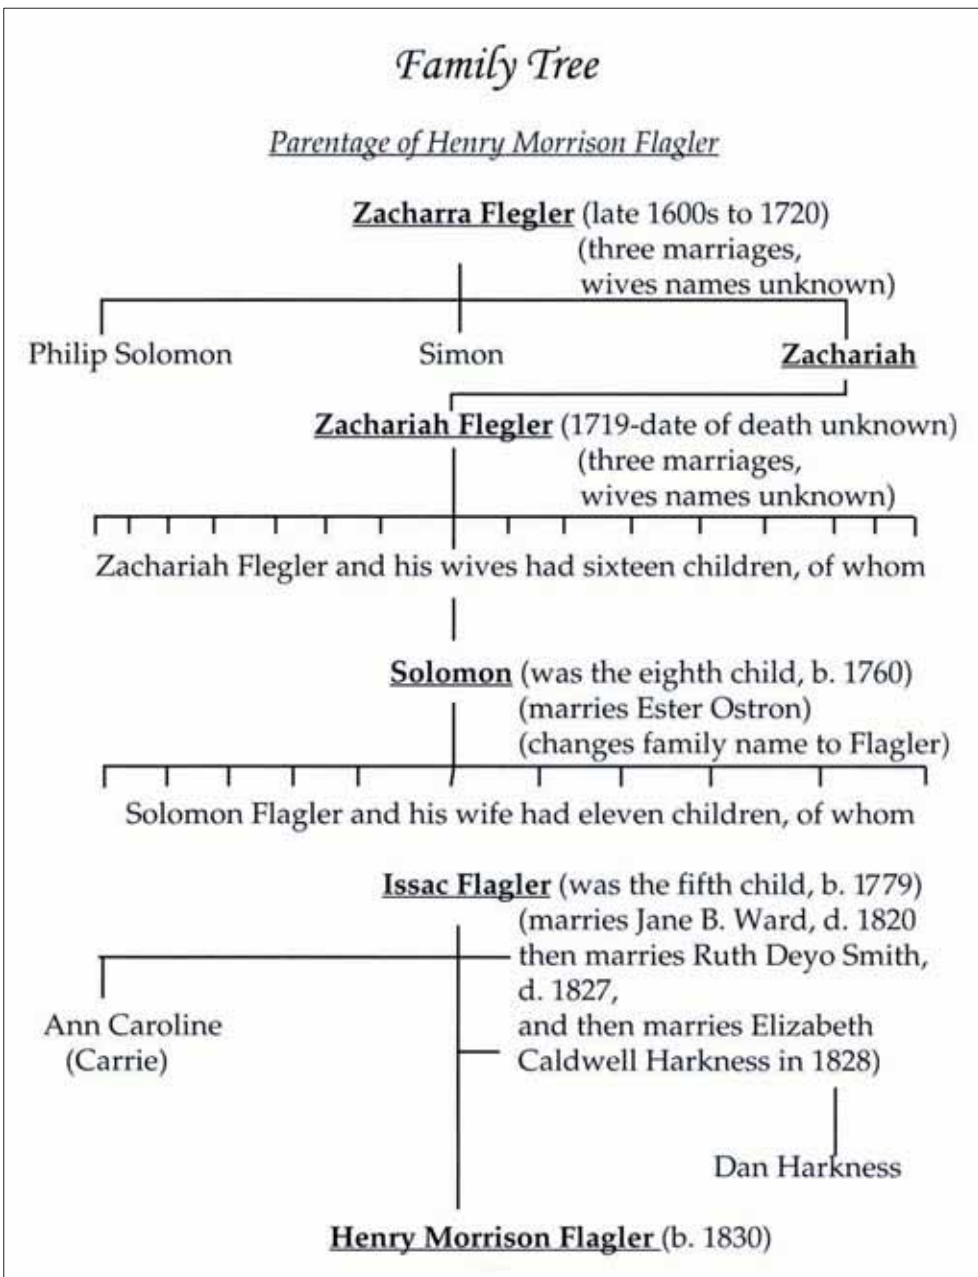 Family Tree
Parentage of Henry Morrison Flagler
Zacharra Flegler (late 1600s to 1720)
(three marriages,
wives names unknown)
Philip Solomon Simon Zachariah
Zachariah Flegler (1719-date of death unknown)
(three marriages,
wives names unknown)
Zachariah Flegler and his wives had sixteen children, of whom
Solomon (was the eighth child, b. 1760)
(marries Ester Ostron)
(changes family name to Flagler)
Solomon Flagler and his wife had eleven children, of whom
Issac Flagler (was the fifth child, b. 1779)
(marries Jane B. Ward, d. 1820
then marries Ruth Deyo Smith,
d. 1827,
Ann Caroline
(Carrie)
and then marries Elizabeth
Caldwell Harkness in 1828)
Dan Harkness
Henry Morrison Flagler (b. 1830)